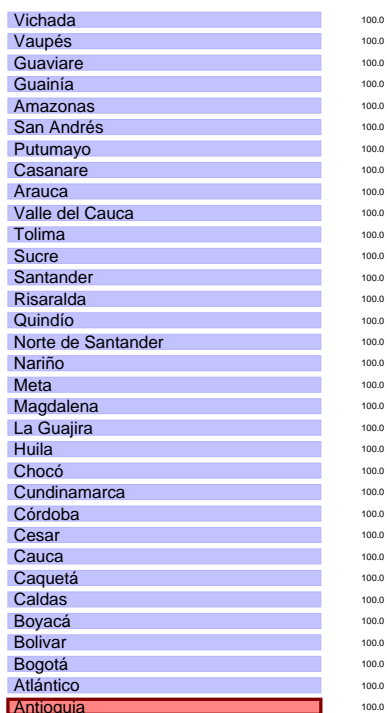 Vichada 100.0
Vaupés 100.0
Guaviare 100.0
Guainía 100.0
Amazonas 100.0
San Andrés 100.0
Putumayo 100.0
Casanare 100.0
Arauca 100.0
Valle del Cauca 100.0
Tolima 100.0
Sucre 100.0
Santander 100.0
Risaralda 100.0
Quindío 100.0
Norte de Santander 100.0
Nariño 100.0
Meta 100.0
Magdalena 100.0
La Guajira 100.0
Huila 100.0
Chocó 100.0
Cundinamarca 100.0
Córdoba 100.0
Cesar 100.0
Cauca 100.0
Caquetá 100.0
Caldas 100.0
Boyacá 100.0
Bolivar 100.0
Bogotá 100.0
Atlántico 100.0
Antioquia 100.0